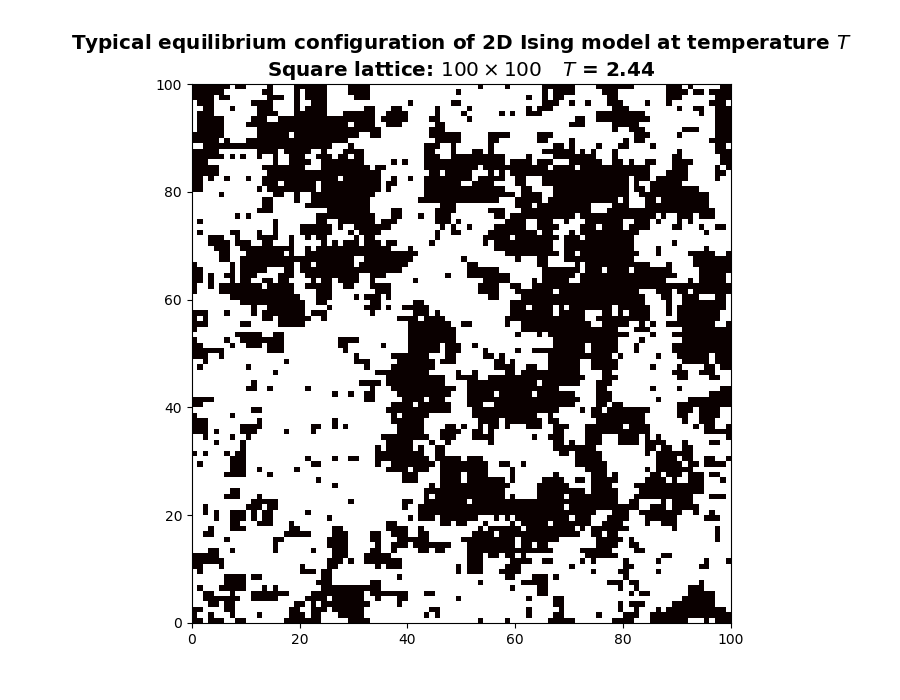 Typical equilibrium configuration of 2D Ising model at temperature T
Square lattice: 100 × 100 T = 2.44
100
80
60
40
20
0
0 20 40 60 80 100